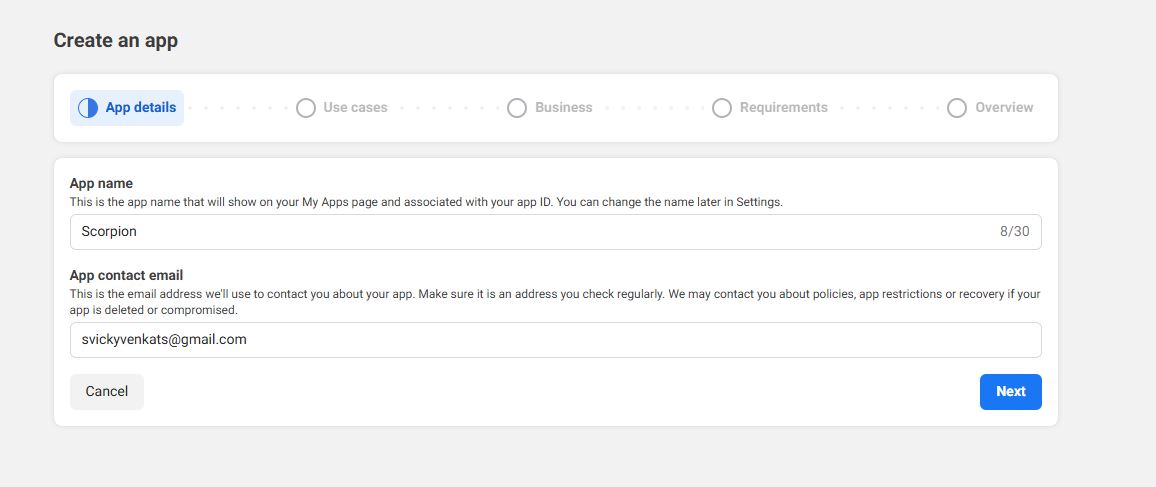 Create an app
App details
Use cases
Business
Requirements
Overview
App name
This is the app name that will show on your My Apps page and associated with your app ID. You can change the name later in Settings.
Scorpion
8/30
App contact email
This is the email address we'll use to contact you about your app. Make sure it is an address you check regularly. We may contact you about policies, app restrictions or recovery if your
app is deleted or compromised.
svickyvenkats@gmail.com
Cancel
Next